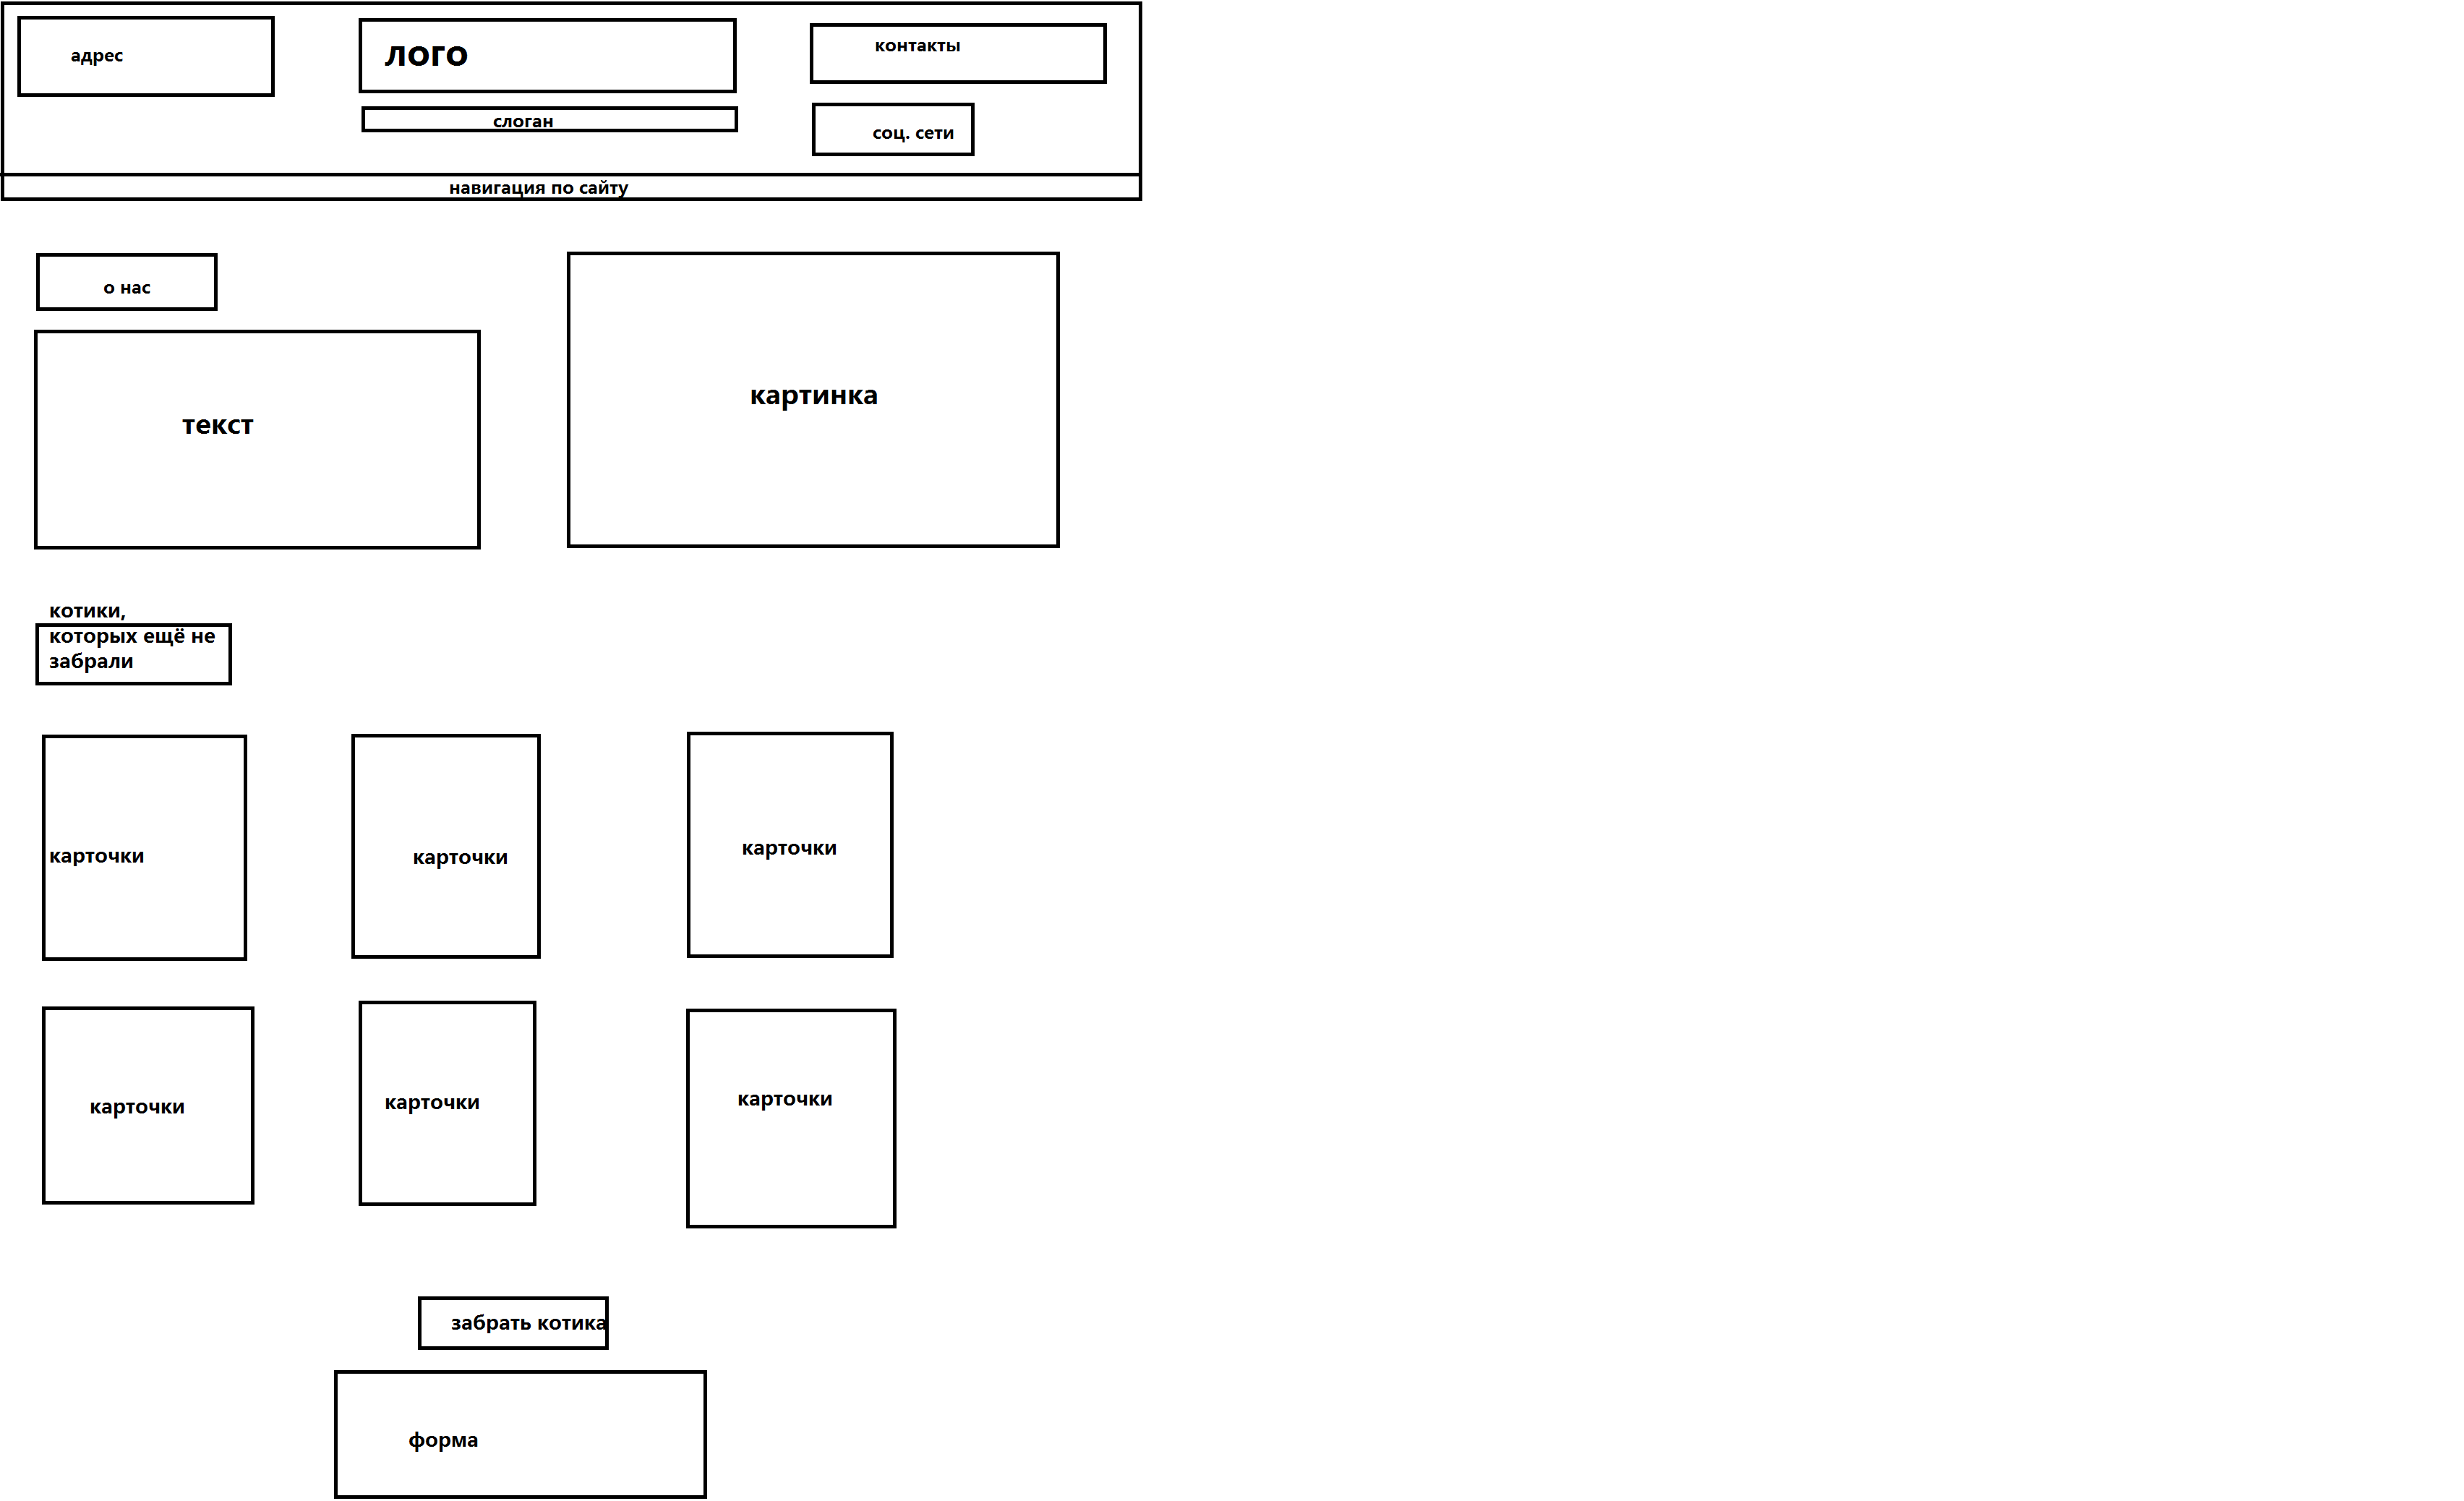 адрес
лого
контакты
слоган
соц. сети
навигация по сайту
о нас
картинка
текст
котики,
которых ещё не
забрали
карточки
карточки
карточки
карточки
карточки
карточки
забрать котика
форма